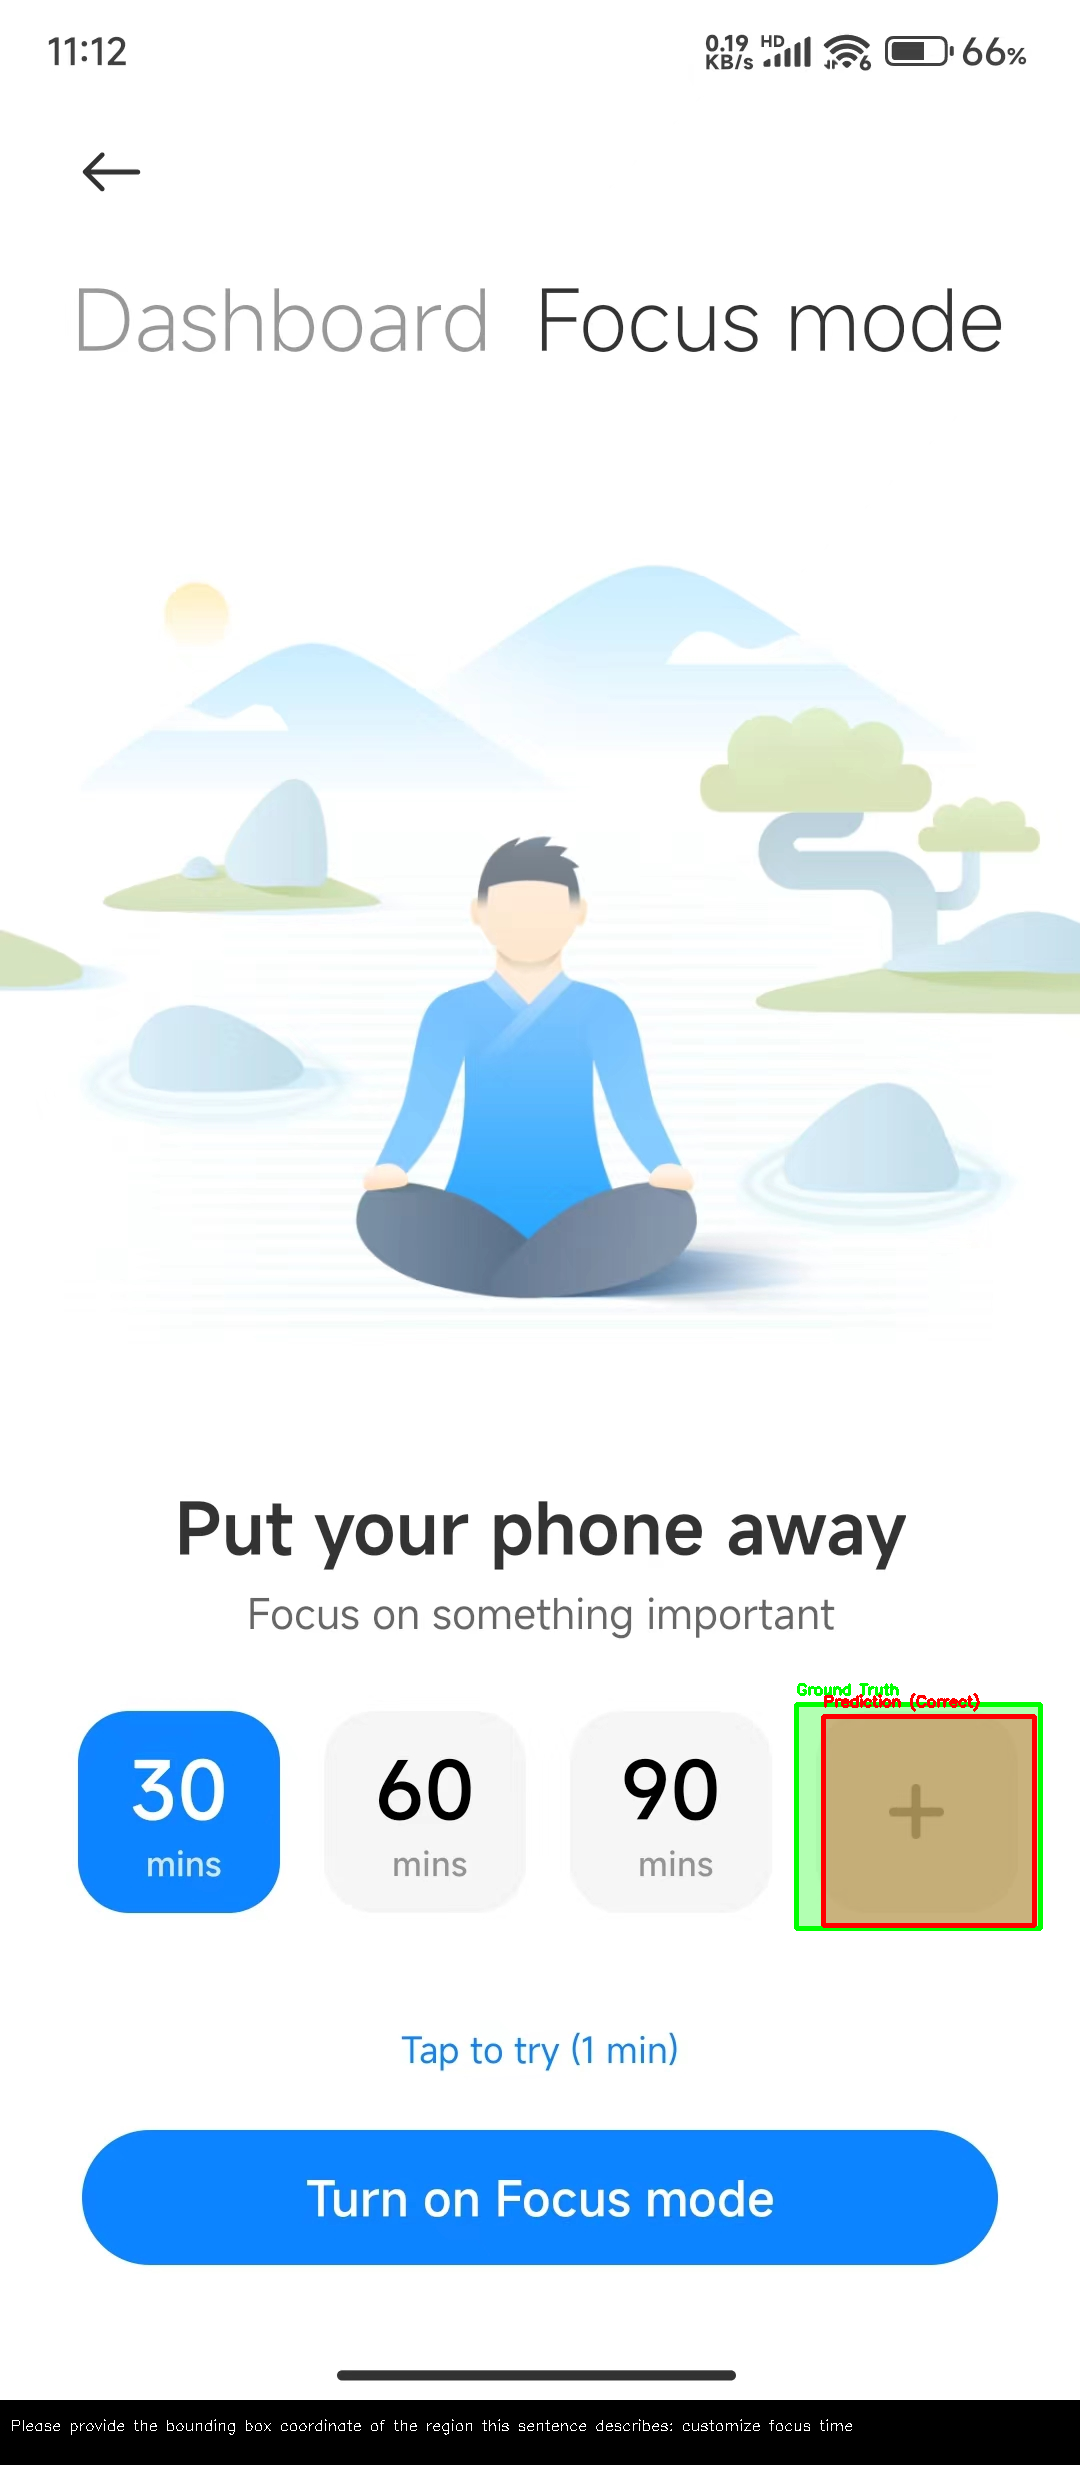 11:12
0.19 KB/s HD 6 66%
Dashboard Focus mode
Put your phone away
Focus on something important
Ground Truth
Prediction (Correct)
30 60 90 +
mins mins mins
Tap to try (1 min)
Turn on Focus mode
Please provide the bounding box coordinate of the region this sentence describes: customize focus time